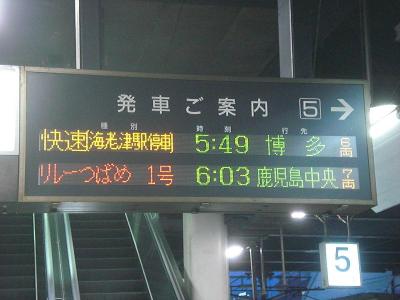 発車ご案内 5 →
種別 時刻 行先
快速 海老津駅停車 5:49 博多 6両
リレーつばめ 1号 6:03 鹿児島中央 7両
5